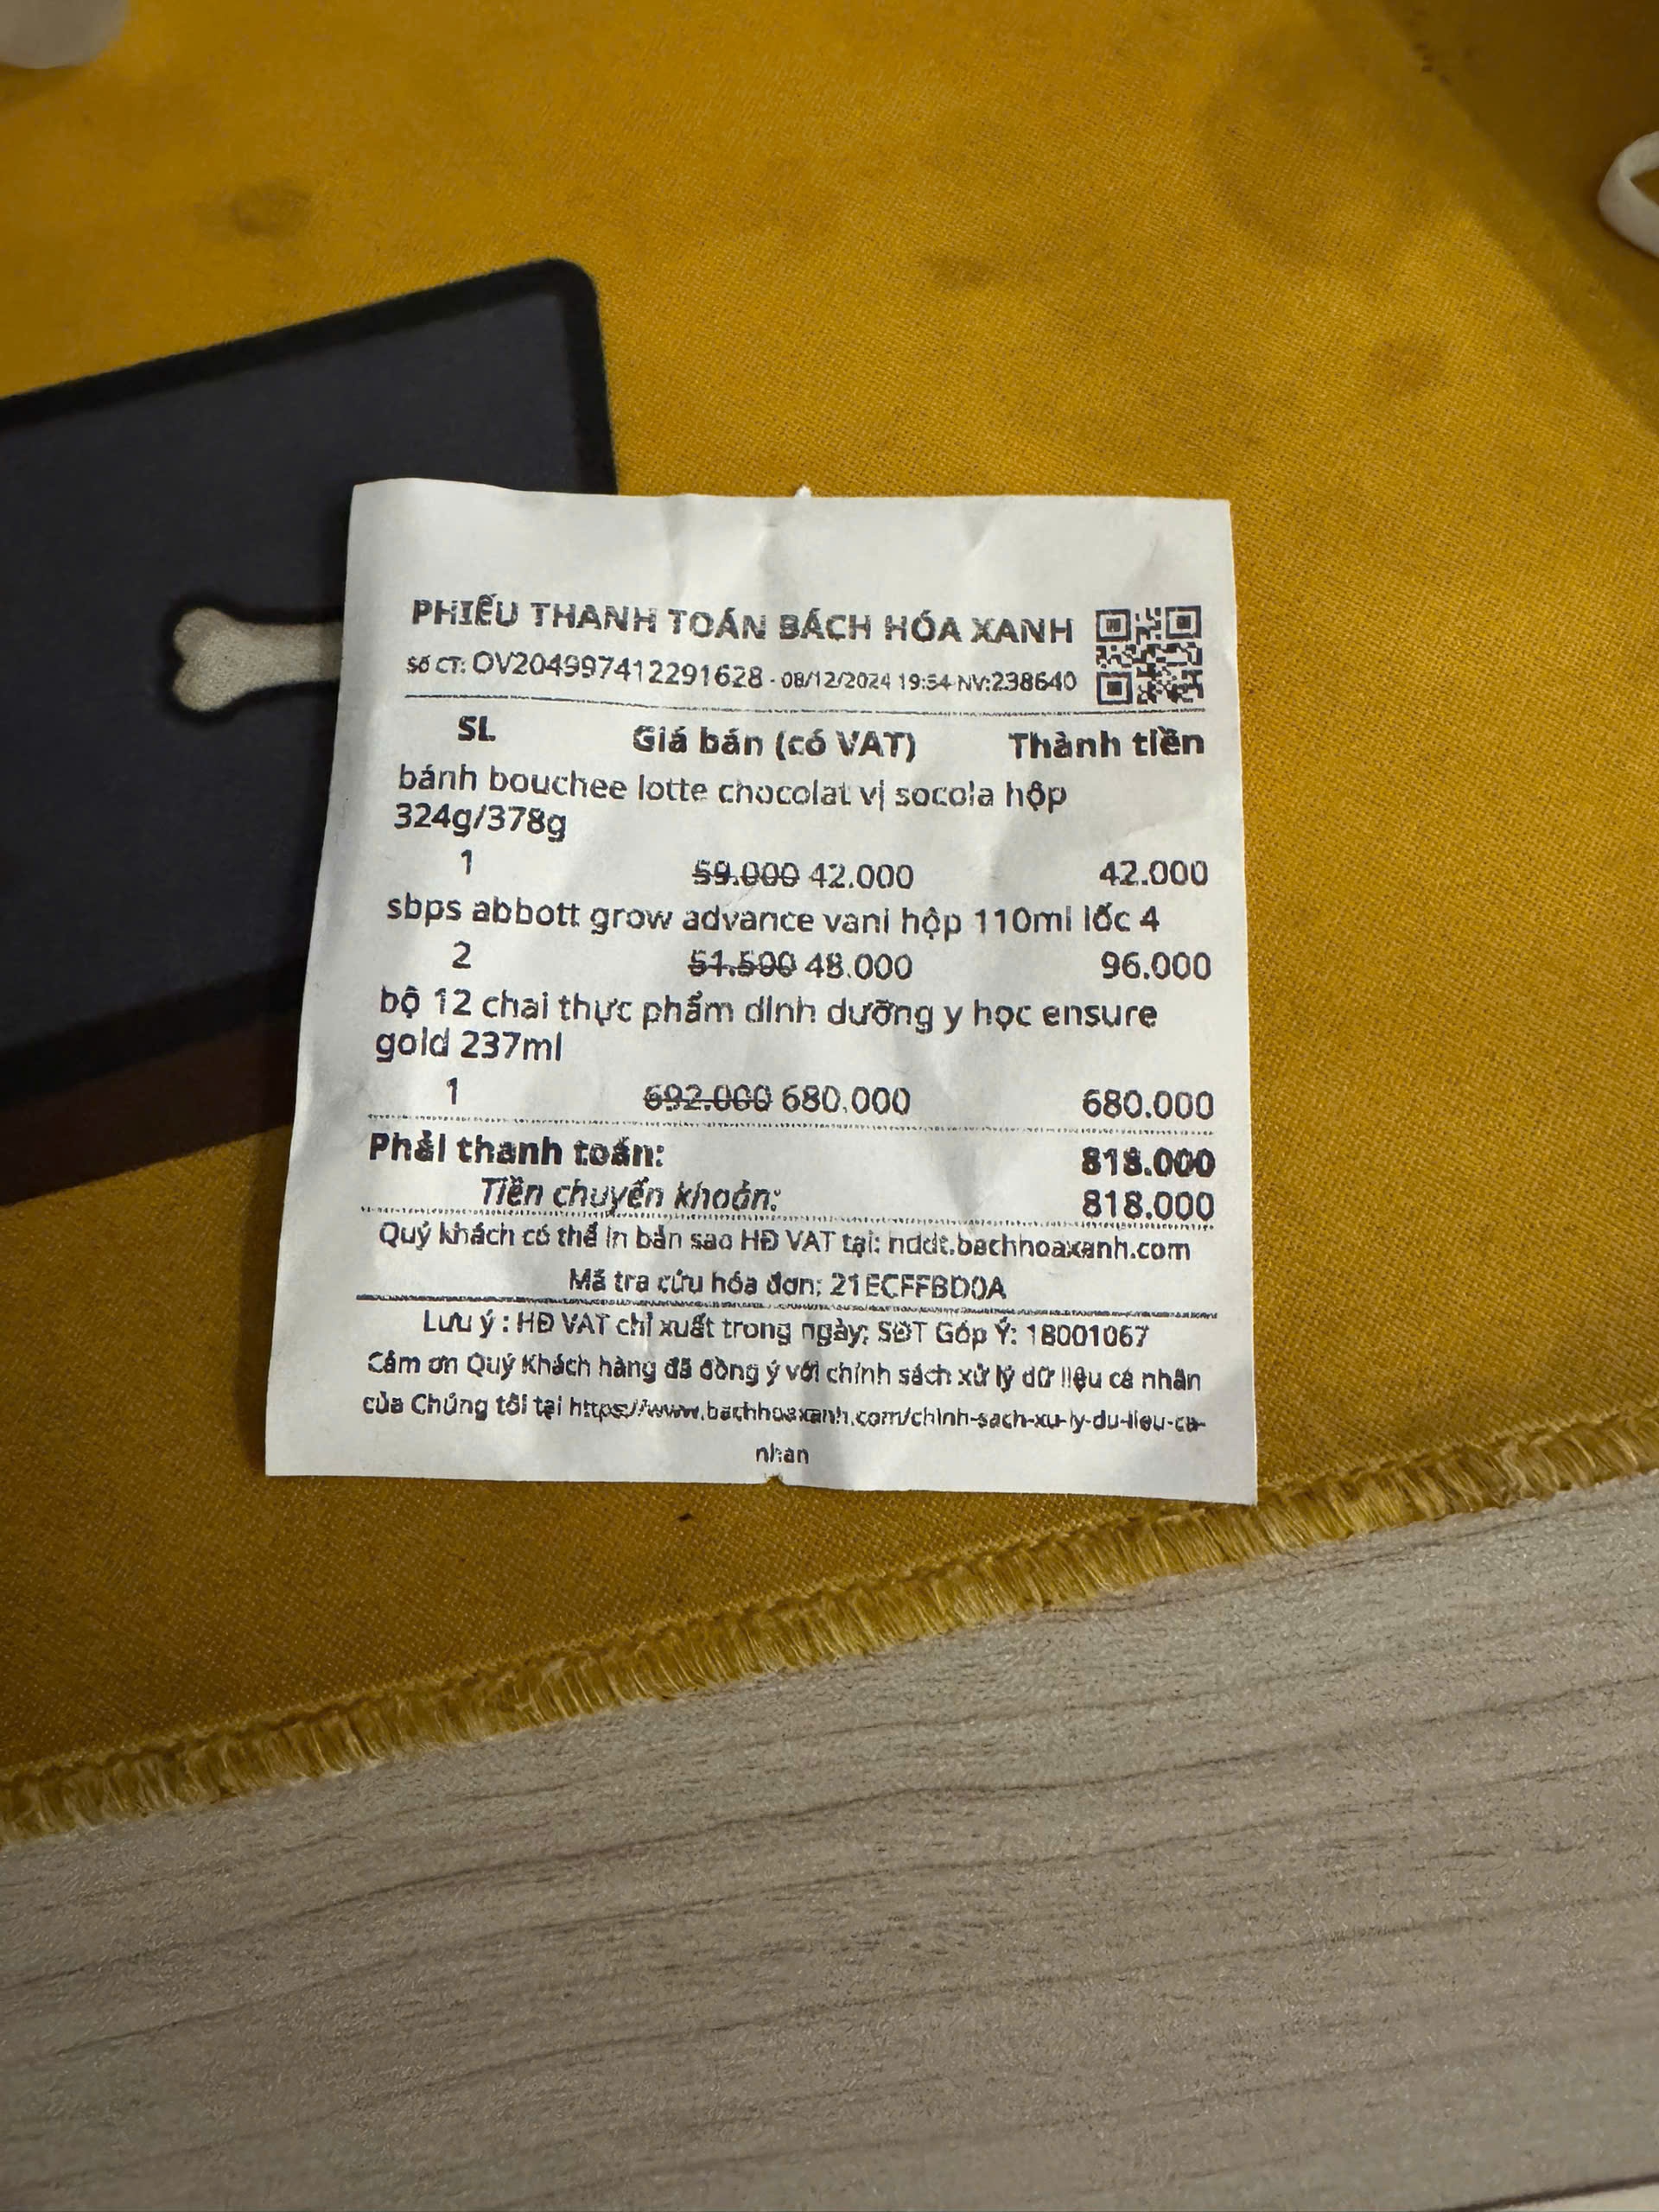 PHIẾU THANH TOÁN BÁCH HÓA XANH
Số CT: OV204997412291628 - 08/12/2024 19:54 NV:238640
SL Giá bán (có VAT) Thành tiền
bánh bouchee lotte chocolat vị socola hộp
324g/378g
1 59.000 42.000 42.000
sbps abbott grow advance vani hộp 110ml lốc 4
2 51.500 48.000 96.000
bộ 12 chai thực phẩm dinh dưỡng y học ensure
gold 237ml
1 692.000 680.000 680.000
Phải thanh toán: 818.000
Tiền chuyển khoản: 818.000
Quý khách có thể in bản sao HĐ VAT tại: hddt.bachhoaxanh.com
Mã tra cứu hóa đơn: 21ECFFBD0A
Lưu ý : HĐ VAT chỉ xuất trong ngày; SĐT Góp Ý: 18001067
Cảm ơn Quý Khách hàng đã đồng ý với chính sách xử lý dữ liệu cá nhân
của Chúng tôi tại https://www.bachhoaxanh.com/chinh-sach-xu-ly-du-lieu-ca-
nhan